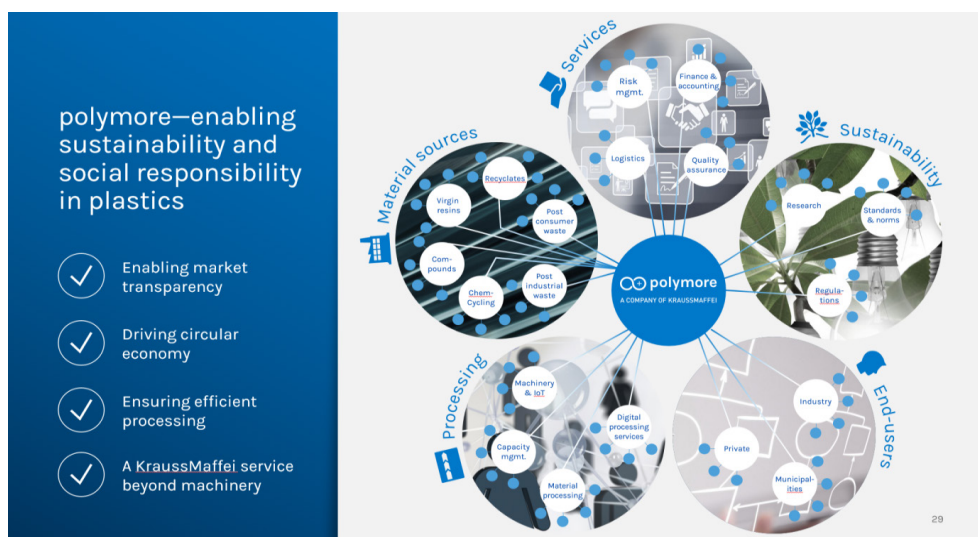 polymore—enabling
sustainability and
social responsibility
in plastics
Enabling market
transparency
Driving circular
economy
Ensuring efficient
processing
A KraussMaffei service
beyond machinery
Services
Risk
mgmt.
Finance &
accounting
Logistics
Quality
assurance
Material sources
Recyclates
Virgin
resins
Post
consumer
waste
Com-
pounds
Chem-
Cycling
Post
industrial
waste
Sustainability
Research
Standards
& norms
Regula-
tions
polymore
A COMPANY OF KRAUSSMAFFEI
Processing
Machinery
& IoT
Digital
processing
services
Capacity
mgmt.
Material
processing
End-users
Industry
Private
Municipal-
ities
29